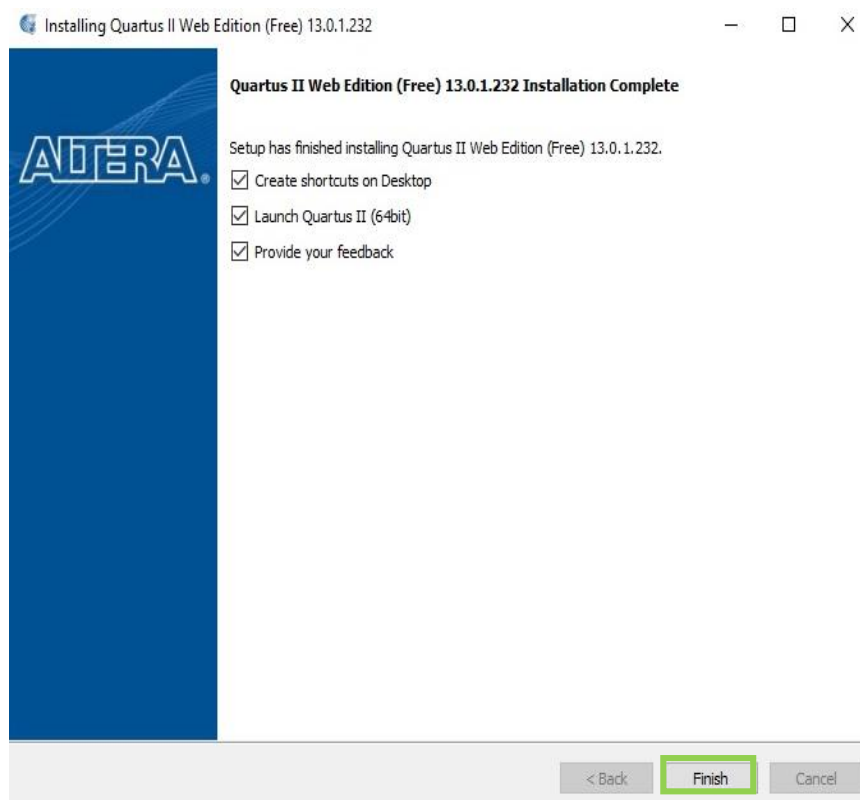 Installing Quartus II Web Edition (Free) 13.0.1.232
Quartus II Web Edition (Free) 13.0.1.232 Installation Complete
ALTERA®
Setup has finished installing Quartus II Web Edition (Free) 13.0.1.232.
Create shortcuts on Desktop
Launch Quartus II (64bit)
Provide your feedback
< Back Finish Cancel